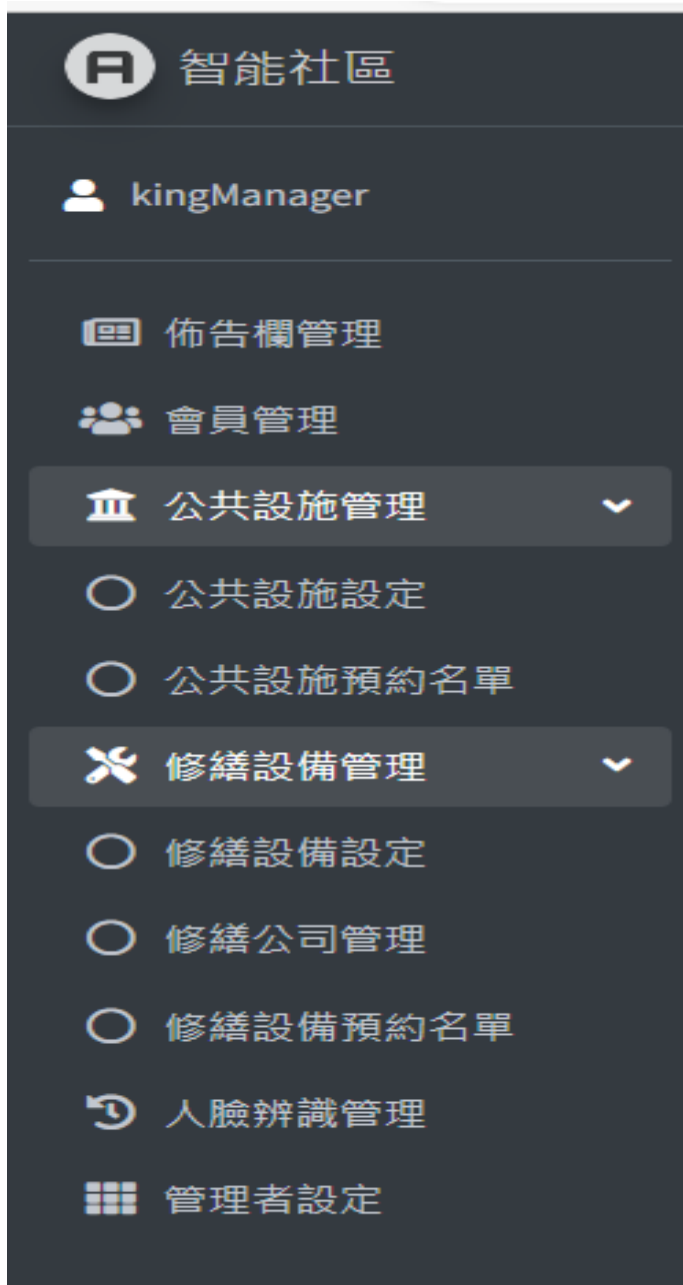 智能社區
kingManager
佈告欄管理
會員管理
公共設施管理
公共設施設定
公共設施預約名單
修繕設備管理
修繕設備設定
修繕公司管理
修繕設備預約名單
人臉辨識管理
管理者設定